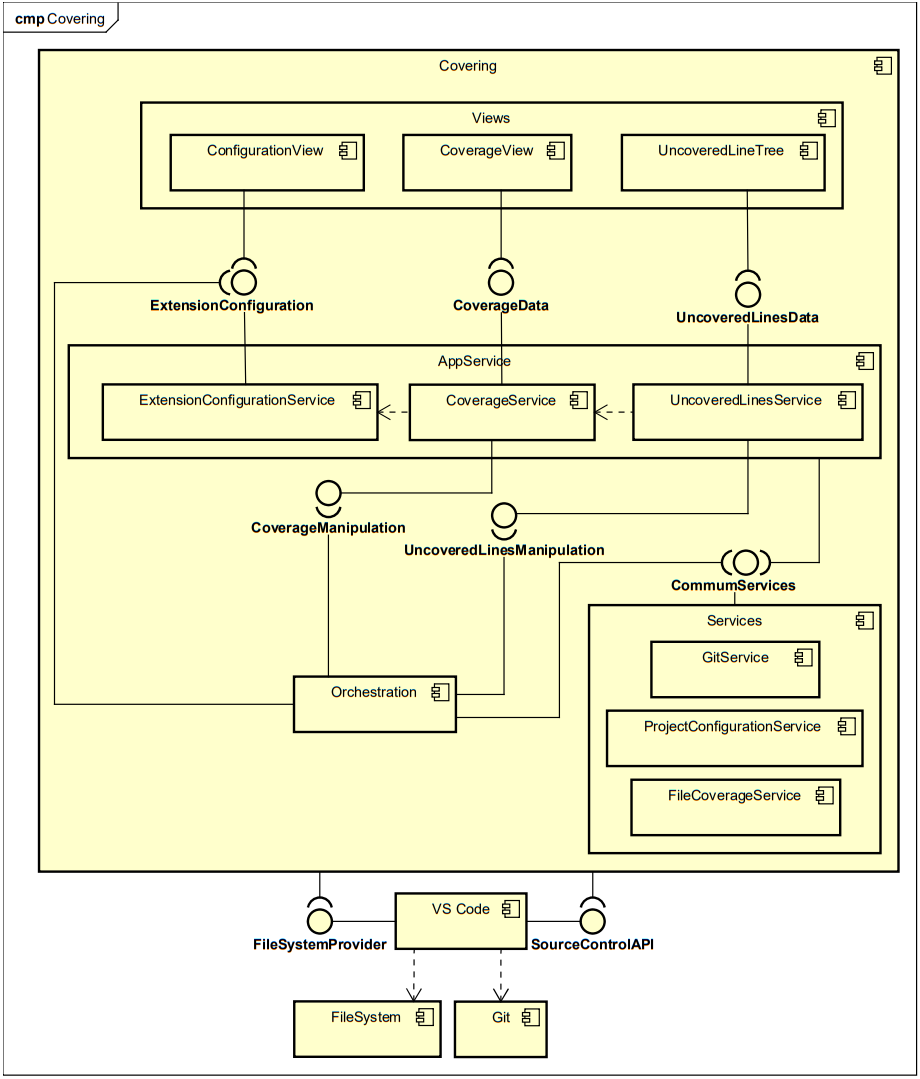 cmp Covering
Covering
Views
ConfigurationView
CoverageView
UncoveredLineTree
ExtensionConfiguration
CoverageData
UncoveredLinesData
AppService
ExtensionConfigurationService
CoverageService
UncoveredLinesService
CoverageManipulation
UncoveredLinesManipulation
CommumServices
Services
GitService
Orchestration
ProjectConfigurationService
FileCoverageService
VS Code
FileSystemProvider
SourceControlAPI
FileSystem
Git